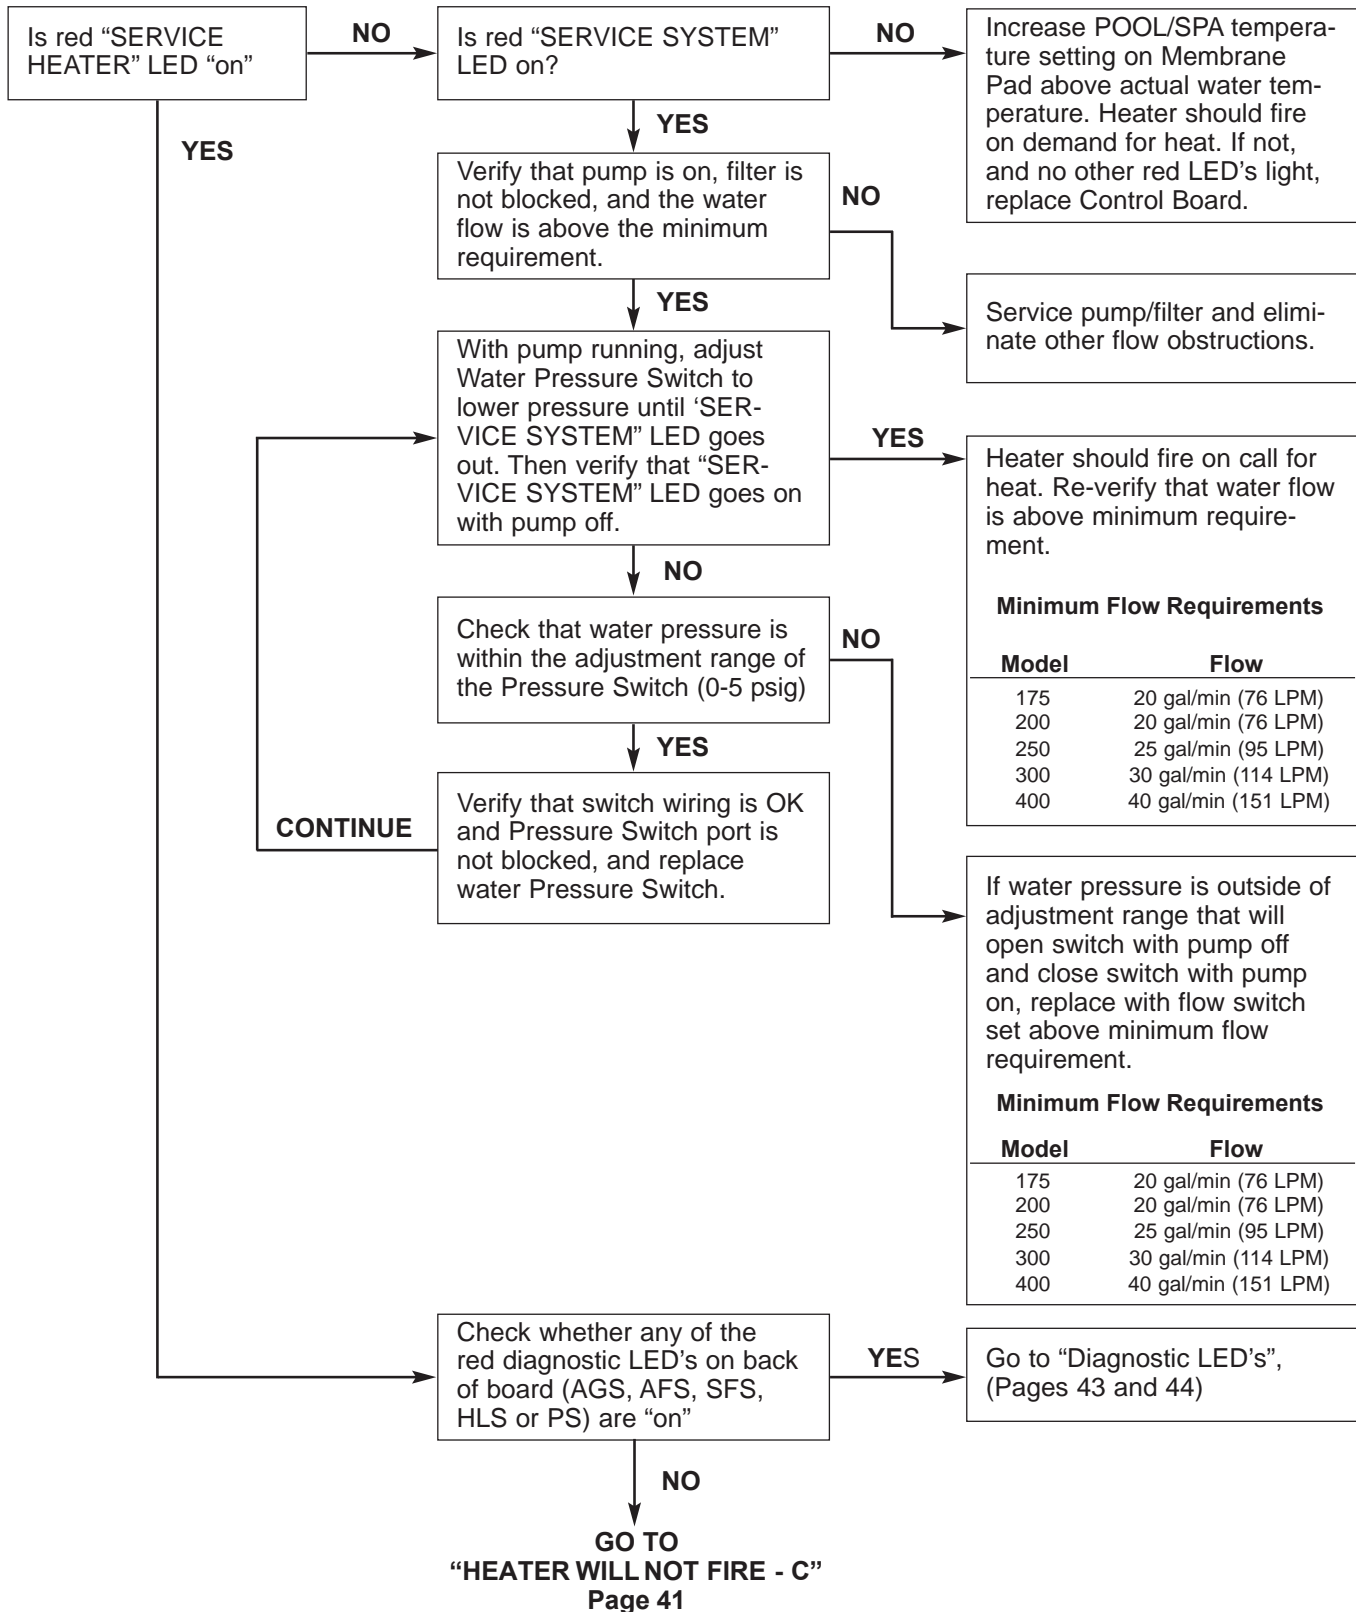 Is red “SERVICE
HEATER” LED “on”
NO
Is red “SERVICE SYSTEM”
LED on?
NO
Increase POOL/SPA tempera-
ture setting on Membrane
Pad above actual water tem-
perature. Heater should fire
on demand for heat. If not,
and no other red LED’s light,
replace Control Board.
YES
YES
Verify that pump is on, filter is
not blocked, and the water
flow is above the minimum
requirement.
NO
Service pump/filter and elimi-
nate other flow obstructions.
YES
With pump running, adjust
Water Pressure Switch to
lower pressure until ‘SER-
VICE SYSTEM” LED goes
out. Then verify that “SER-
VICE SYSTEM” LED goes on
with pump off.
YES
Heater should fire on call for
heat. Re-verify that water flow
is above minimum require-
ment.
Minimum Flow Requirements
Model Flow
175 20 gal/min (76 LPM)
200 20 gal/min (76 LPM)
250 25 gal/min (95 LPM)
300 30 gal/min (114 LPM)
400 40 gal/min (151 LPM)
NO
Check that water pressure is
within the adjustment range of
the Pressure Switch (0-5 psig)
NO
YES
Verify that switch wiring is OK
and Pressure Switch port is
not blocked, and replace
water Pressure Switch.
CONTINUE
If water pressure is outside of
adjustment range that will
open switch with pump off
and close switch with pump
on, replace with flow switch
set above minimum flow
requirement.
Minimum Flow Requirements
Model Flow
175 20 gal/min (76 LPM)
200 20 gal/min (76 LPM)
250 25 gal/min (95 LPM)
300 30 gal/min (114 LPM)
400 40 gal/min (151 LPM)
Check whether any of the
red diagnostic LED’s on back
of board (AGS, AFS, SFS,
HLS or PS) are “on”
YES
Go to “Diagnostic LED’s”,
(Pages 43 and 44)
NO
GO TO
“HEATER WILL NOT FIRE - C”
Page 41